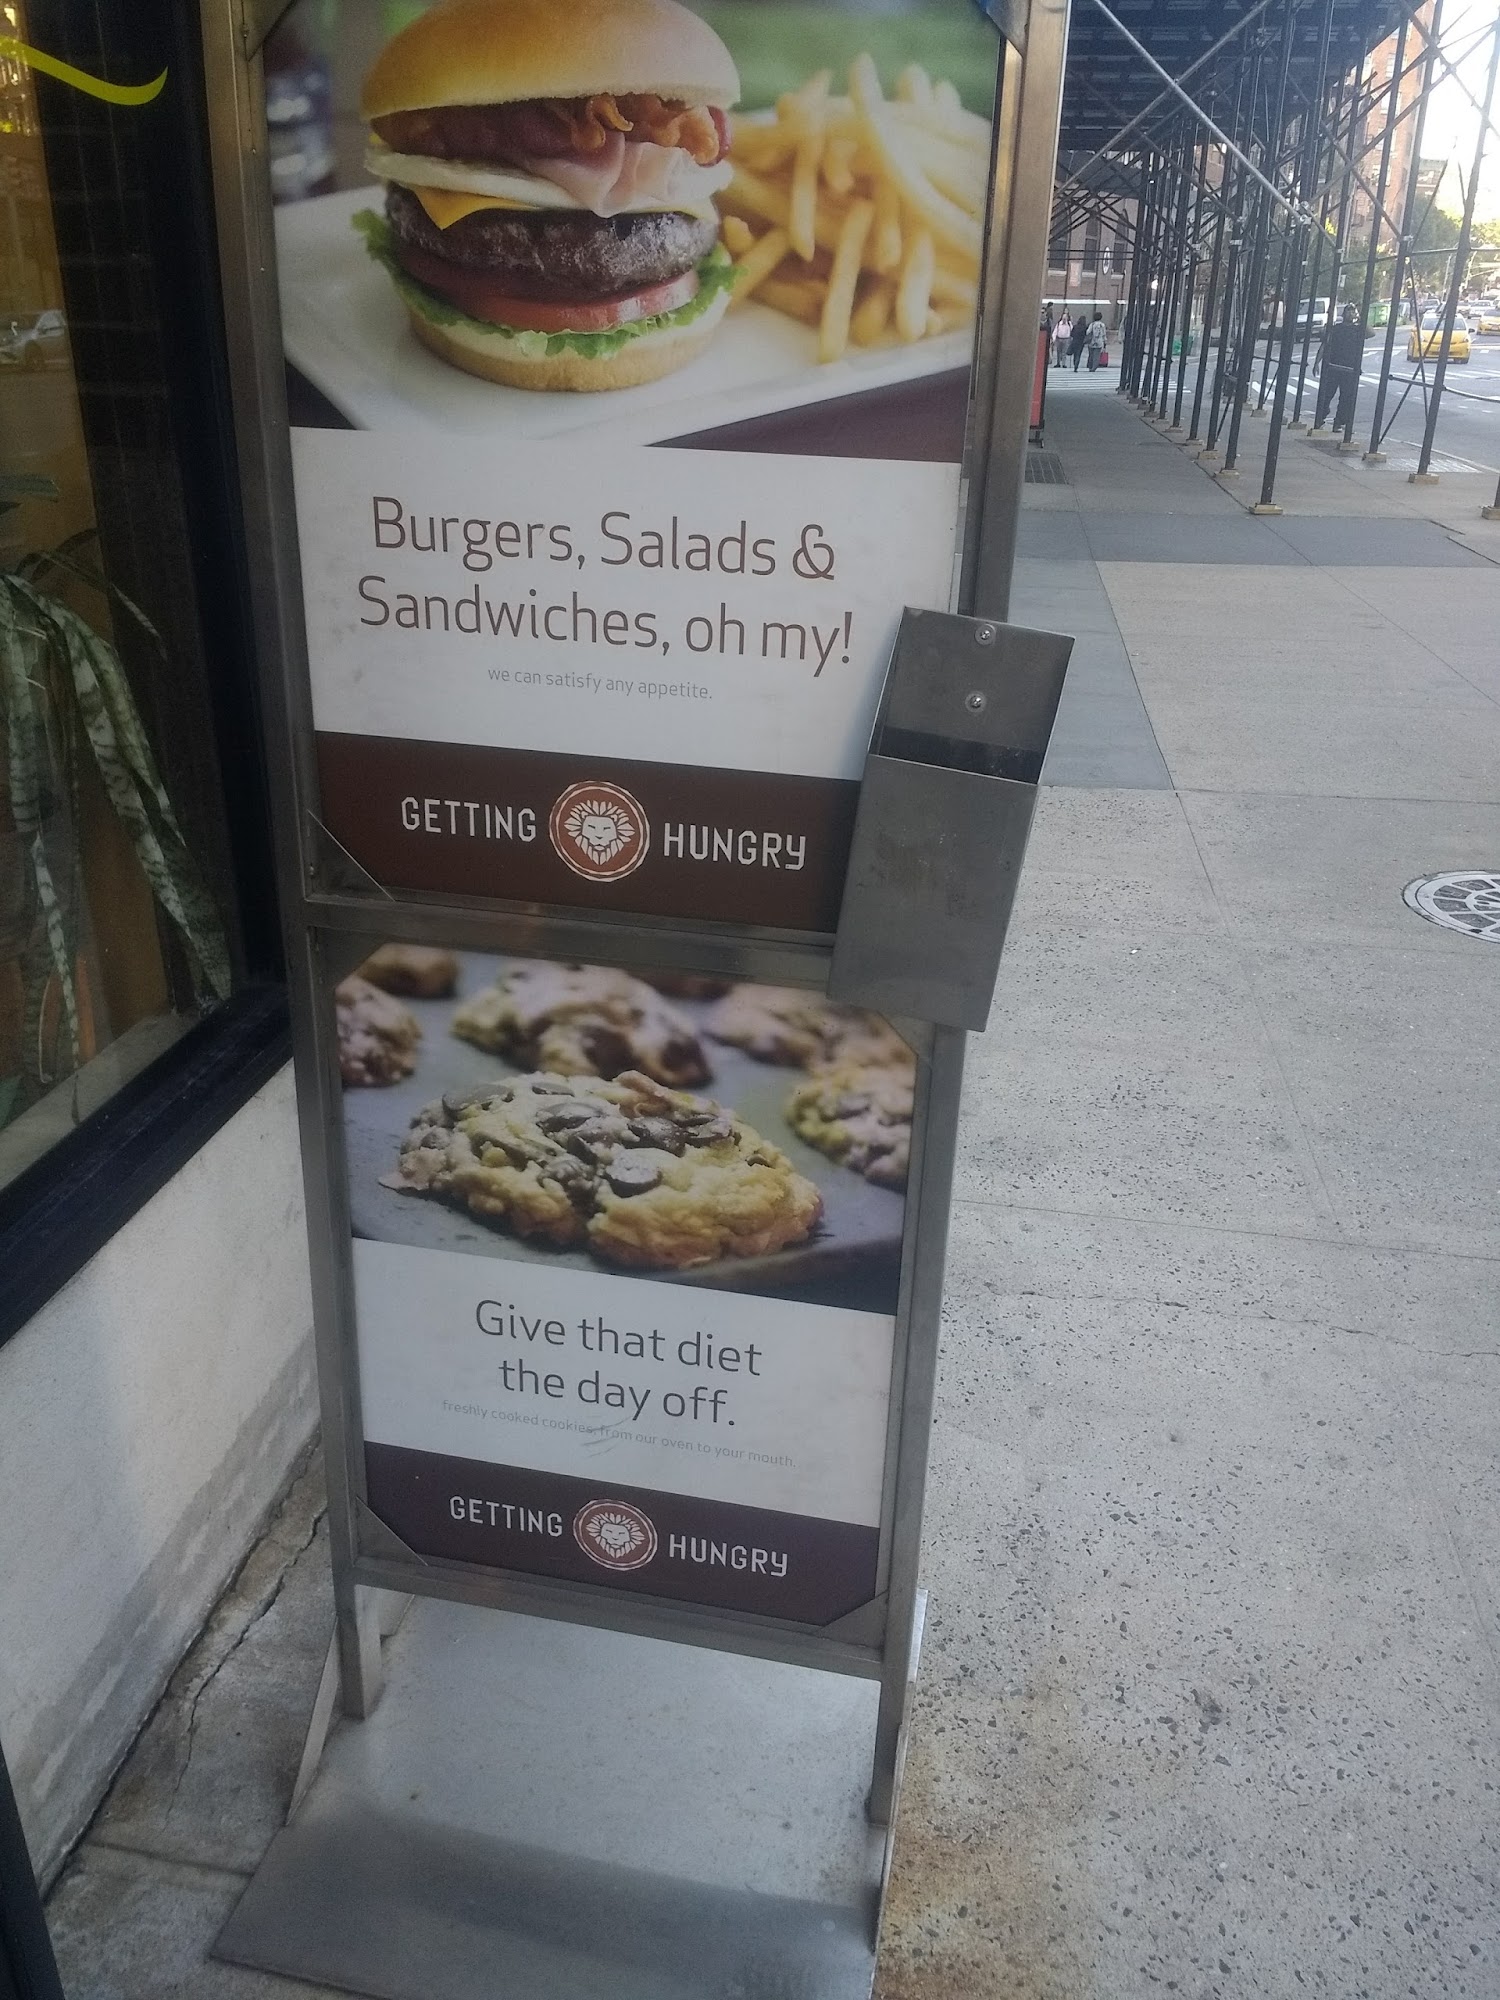 Burgers, Salads &
Sandwiches, oh my!
we can satisfy any appetite.
GETTING HUNGRY
Give that diet
the day off.
freshly cooked cookies, from our oven to your mouth.
GETTING HUNGRY